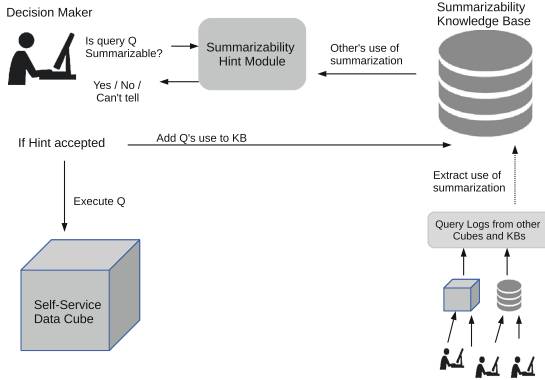 Decision Maker
Summarizability
Knowledge Base
Is query Q
Summarizable?
Summarizability
Hint Module
Other's use of
summarization
Yes / No /
Can't tell
If Hint accepted
Add Q's use to KB
Extract use of
summarization
Execute Q
Query Logs from other
Cubes and KBs
Self-Service
Data Cube